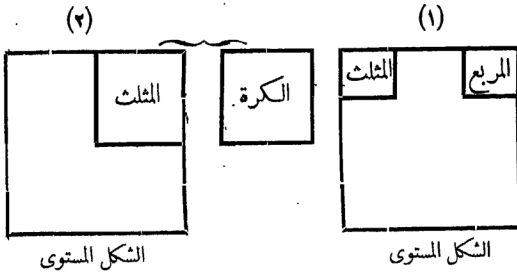 (١) (٢)
المربع المثلث الكرة المثلث
الشكل المستوى الشكل المستوى